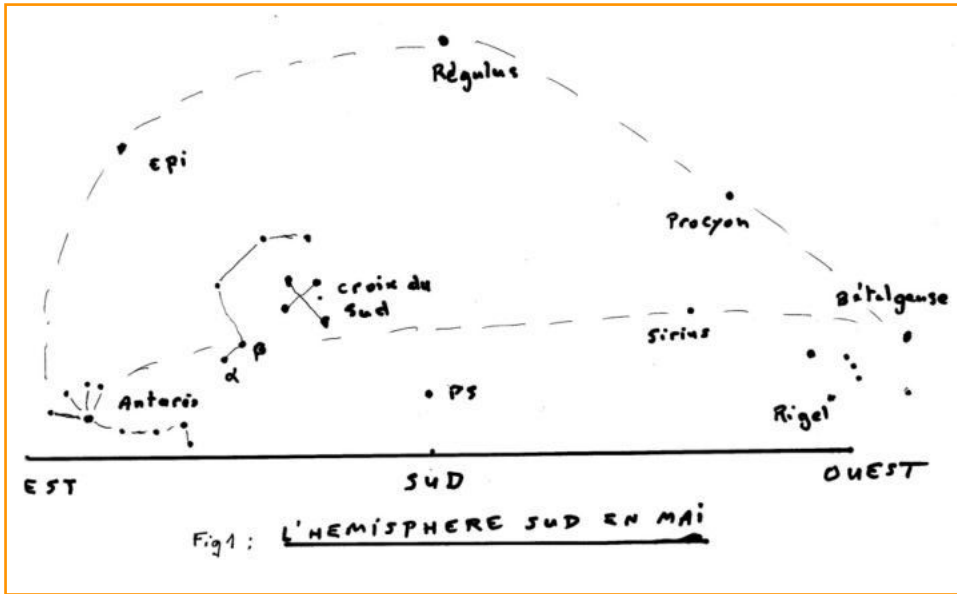 Régulus
Epi
Procyon
croix du
Sud
Bételgeuse
Sirius
β
α
Antarès
PS
Rigel
EST
SUD
OUEST
Fig1 : L'HEMISPHERE SUD EN MAI